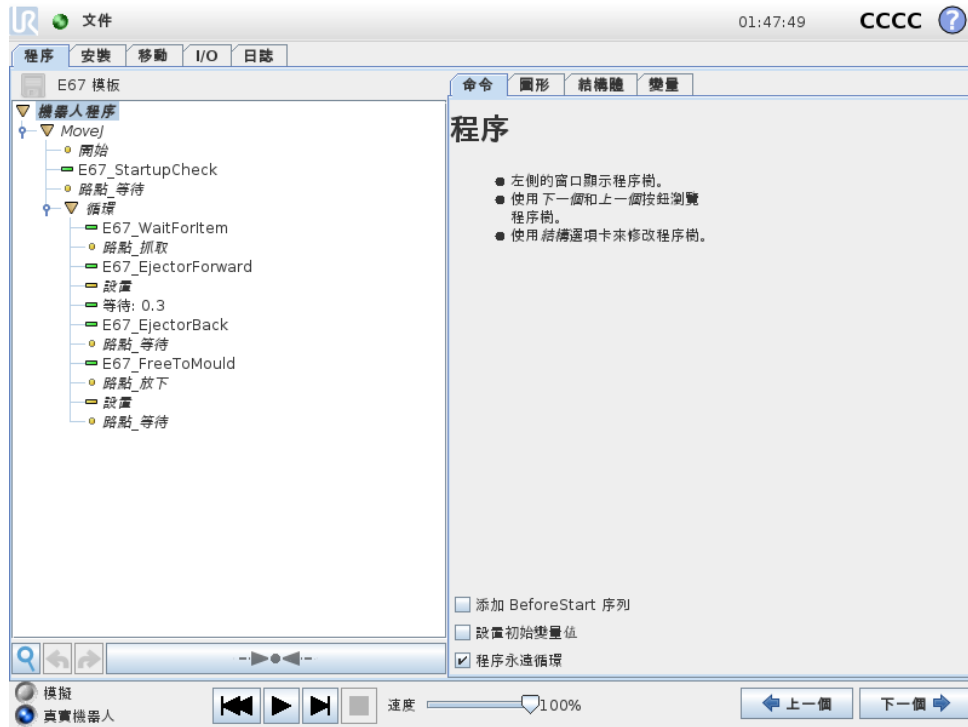 UR 文件 01:47:49 CCCC ?
程序 安裝 移動 I/O 日誌
E67 模板
機器人程序
MoveJ
開始
E67_StartupCheck
路點_等待
循環
E67_WaitForItem
路點_抓取
E67_EjectorForward
設置
等待: 0.3
E67_EjectorBack
路點_等待
E67_FreeToMould
路點_放下
設置
路點_等待
命令 圖形 結構體 變量
程序
左側的窗口顯示程序樹。
使用下一個和上一個按鈕瀏覽
程序樹。
使用結構選項卡來修改程序樹。
添加 BeforeStart 序列
設置初始變量值
程序永遠循環
模擬
真實機器人
速度 100%
上一個 下一個